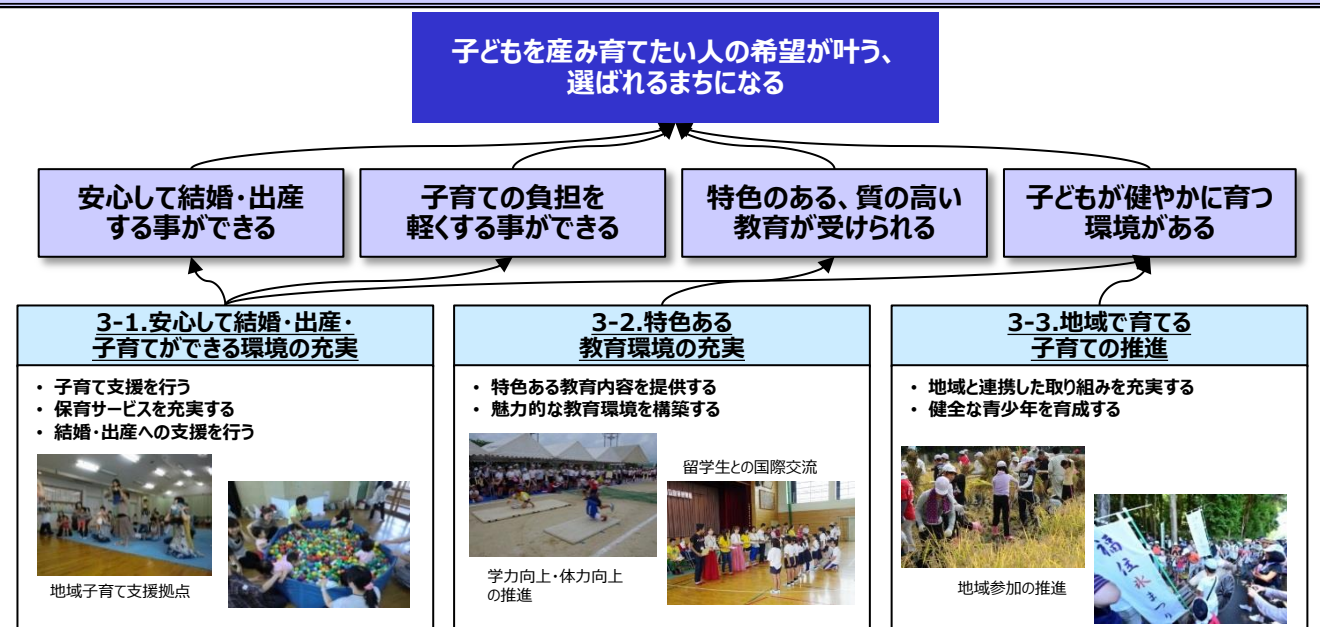 子どもを産み育てたい人の希望が叶う、
選ばれるまちになる
安心して結婚・出産
する事ができる
子育ての負担を
軽くする事ができる
特色のある、質の高い
教育が受けられる
子どもが健やかに育つ
環境がある
3-1.安心して結婚・出産・
子育てができる環境の充実
・ 子育て支援を行う
・ 保育サービスを充実する
・ 結婚・出産への支援を行う
地域子育て支援拠点
3-2.特色ある
教育環境の充実
・ 特色ある教育内容を提供する
・ 魅力的な教育環境を構築する
留学生との国際交流
学力向上・体力向上
の推進
3-3.地域で育てる
子育ての推進
・ 地域と連携した取り組みを充実する
・ 健全な青少年を育成する
地域参加の推進
福住氷まつり